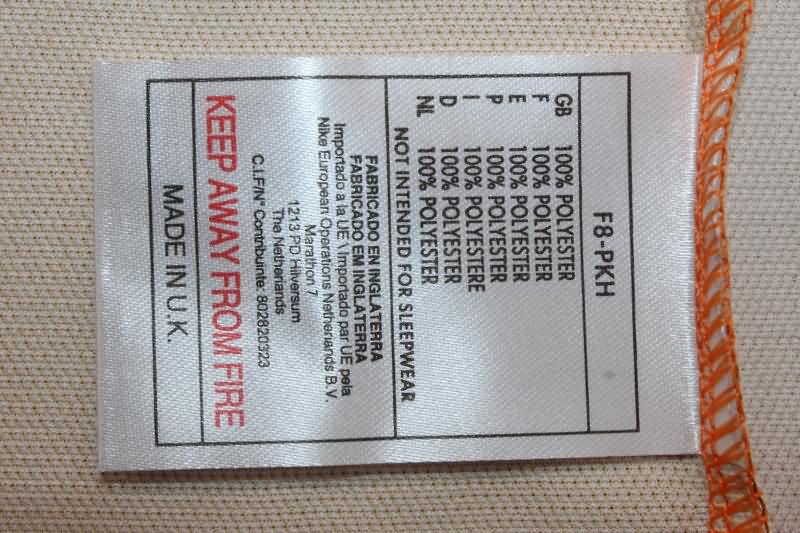 F8-PKH
GB 100% POLYESTER
F 100% POLYESTER
E 100% POLYESTER
P 100% POLYESTER
I 100% POLYESTERE
D 100% POLYESTER
NL 100% POLYESTER
NOT INTENDED FOR SLEEPWEAR
FABRICADO EN INGLATERRA
FABRICADO EM INGLATERRA
Importado a la UE \ Importado par UE pela
Nike European Operations Netherlands B.V.
Marathon 7
1213 PD Hilversum
The Netherlands
C.I.F/N° Contribuinte: 802820323
KEEP AWAY FROM FIRE
MADE IN U.K.